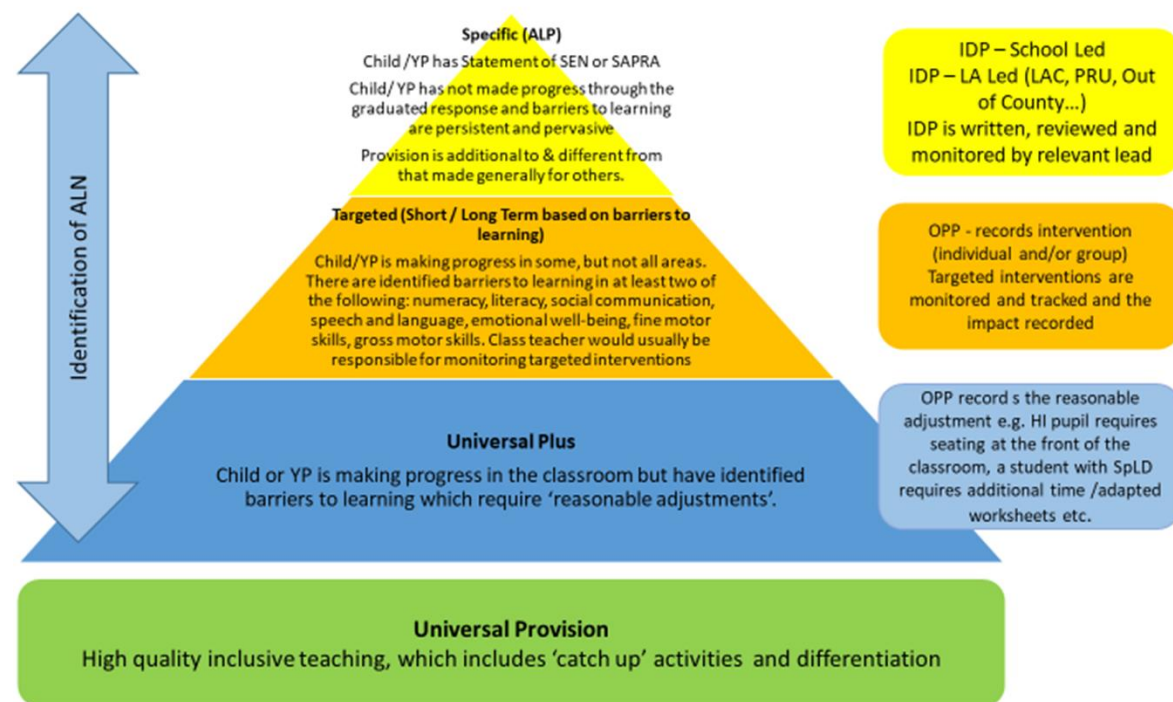 Identification of ALN
Specific (ALP)
Child /YP has Statement of SEN or SAPRA
Child/ YP has not made progress through the
graduated response and barriers to learning
are persistent and pervasive
Provision is additional to & different from
that made generally for others.
IDP – School Led
IDP – LA Led (LAC, PRU, Out
of County...)
IDP is written, reviewed and
monitored by relevant lead
Targeted (Short / Long Term based on barriers to
learning)
Child/YP is making progress in some, but not all areas.
There are identified barriers to learning in at least two of
the following: numeracy, literacy, social communication,
speech and language, emotional well-being, fine motor
skills, gross motor skills. Class teacher would usually be
responsible for monitoring targeted interventions
OPP - records intervention
(individual and/or group)
Targeted interventions are
monitored and tracked and the
impact recorded
Universal Plus
Child or YP is making progress in the classroom but have identified
barriers to learning which require ‘reasonable adjustments’.
OPP record s the reasonable
adjustment e.g. HI pupil requires
seating at the front of the
classroom, a student with SpLD
requires additional time /adapted
worksheets etc.
Universal Provision
High quality inclusive teaching, which includes ‘catch up’ activities and differentiation